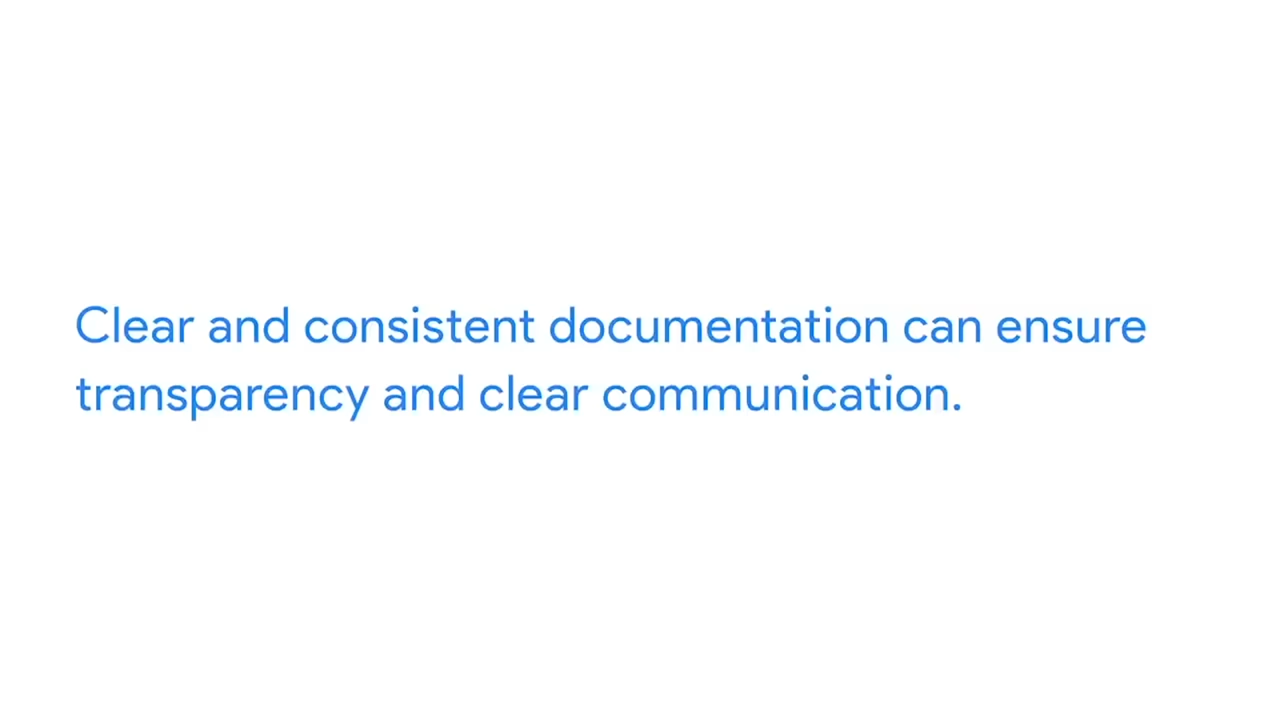 Clear and consistent documentation can ensure
transparency and clear communication.